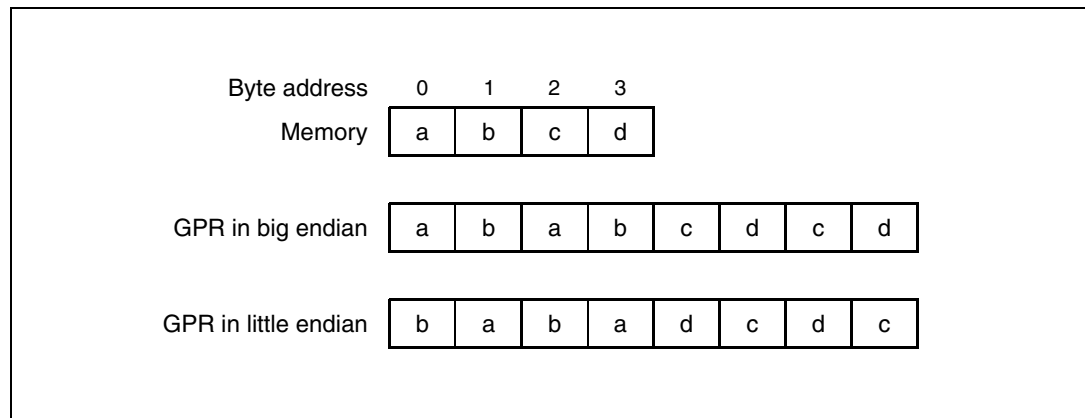 Byte address 0 1 2 3
Memory a b c d
GPR in big endian a b a b c d c d
GPR in little endian b a b a d c d c